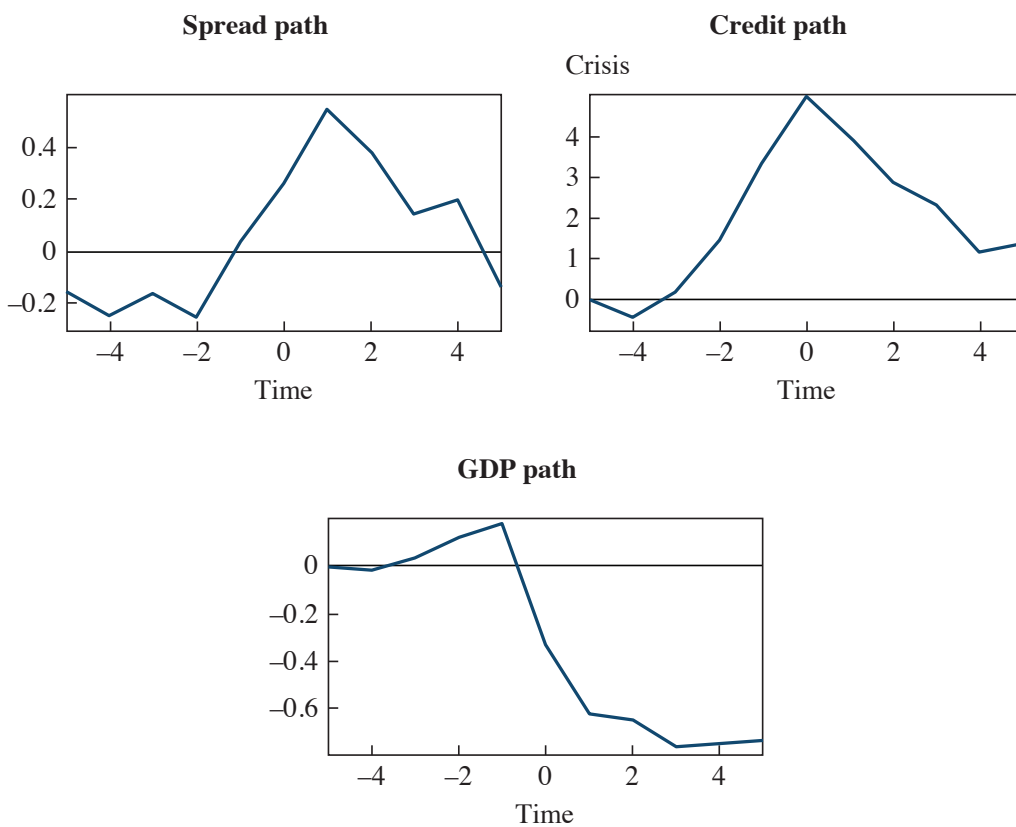 Spread path
0.4
0.2
0
–0.2
–4 –2 0 2 4
Time
Credit path
Crisis
4
3
2
1
0
–4 –2 0 2 4
Time
GDP path
0
–0.2
–0.4
–0.6
–4 –2 0 2 4
Time